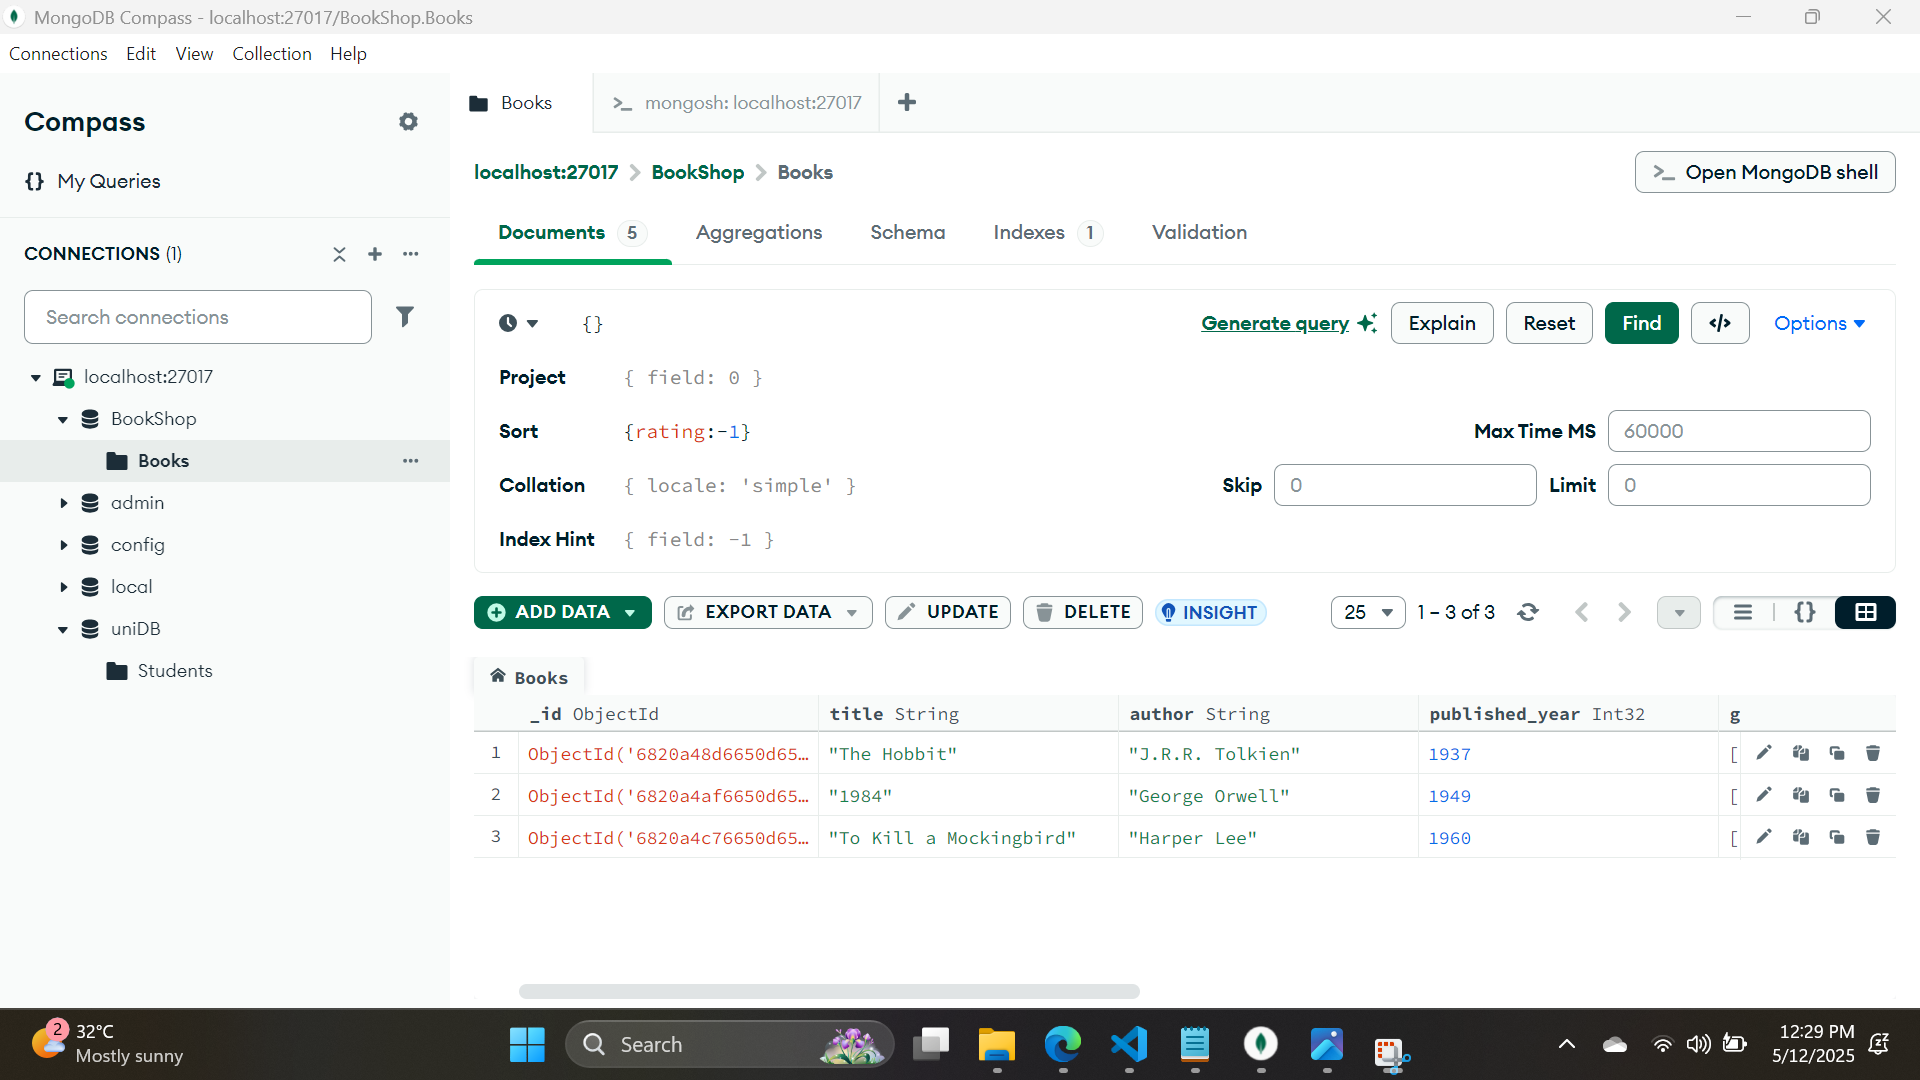 MongoDB Compass - localhost:27017/BookShop.Books
Connections Edit View Collection Help
Compass
{} My Queries
CONNECTIONS (1)
Search connections
localhost:27017
BookShop
Books
admin
config
local
uniDB
Students
Books >_ mongosh: localhost:27017
localhost:27017 > BookShop > Books
>_ Open MongoDB shell
Documents 5 Aggregations Schema Indexes 1 Validation
{} Generate query Explain Reset Find </> Options
Project { field: 0 }
Sort {rating:-1} Max Time MS 60000
Collation { locale: 'simple' } Skip 0 Limit 0
Index Hint { field: -1 }
ADD DATA EXPORT DATA UPDATE DELETE INSIGHT 25 1 – 3 of 3 {}
Books
_id ObjectId title String author String published_year Int32 g
1 ObjectId('6820a48d6650d65… "The Hobbit" "J.R.R. Tolkien" 1937 [
2 ObjectId('6820a4af6650d65… "1984" "George Orwell" 1949 [
3 ObjectId('6820a4c76650d65… "To Kill a Mockingbird" "Harper Lee" 1960 [
2 32°C
Mostly sunny
Search
12:29 PM
5/12/2025